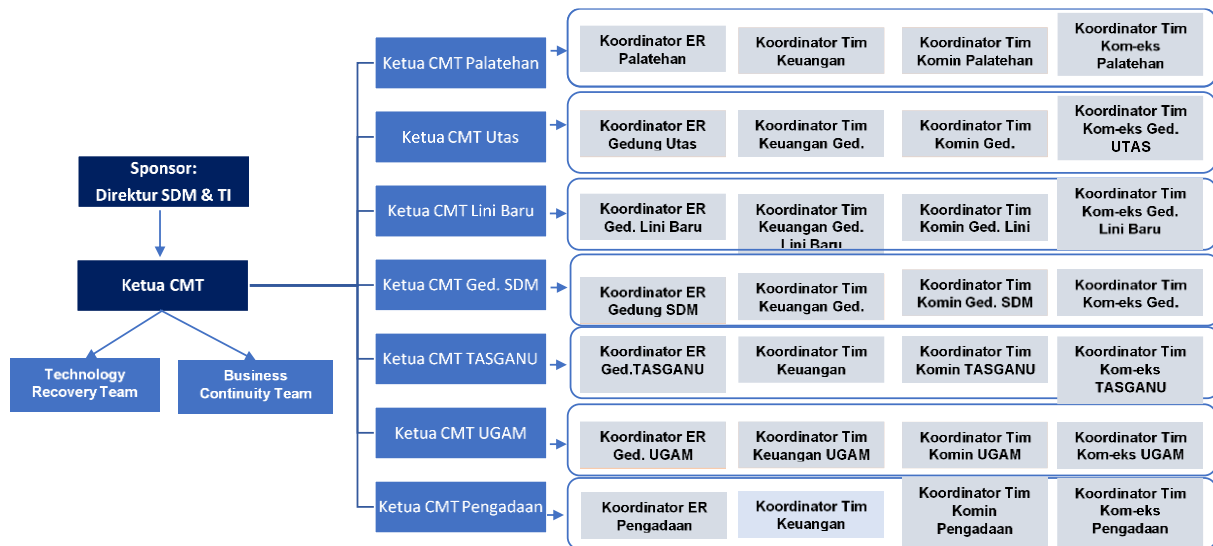 Sponsor:
Direktur SDM & TI
Ketua CMT
Technology
Recovery Team
Business
Continuity Team
Ketua CMT Palatehan
Koordinator ER
Palatehan
Koordinator Tim
Keuangan
Koordinator Tim
Komin Palatehan
Koordinator Tim
Kom-eks
Palatehan
Ketua CMT Utas
Koordinator ER
Gedung Utas
Koordinator Tim
Keuangan Ged.
Koordinator Tim
Komin Ged.
Koordinator Tim
Kom-eks Ged.
UTAS
Ketua CMT Lini Baru
Koordinator ER
Ged. Lini Baru
Koordinator Tim
Keuangan Ged.
Lini Baru
Koordinator Tim
Komin Ged. Lini
Koordinator Tim
Kom-eks Ged.
Lini Baru
Ketua CMT Ged. SDM
Koordinator ER
Gedung SDM
Koordinator Tim
Keuangan Ged.
Koordinator Tim
Komin Ged. SDM
Koordinator Tim
Kom-eks Ged.
Ketua CMT TASGANU
Koordinator ER
Ged.TASGANU
Koordinator Tim
Keuangan
Koordinator Tim
Komin TASGANU
Koordinator Tim
Kom-eks
TASGANU
Ketua CMT UGAM
Koordinator ER
Ged. UGAM
Koordinator Tim
Keuangan UGAM
Koordinator Tim
Komin UGAM
Koordinator Tim
Kom-eks UGAM
Ketua CMT Pengadaan
Koordinator ER
Pengadaan
Koordinator Tim
Keuangan
Koordinator Tim
Komin
Pengadaan
Koordinator Tim
Kom-eks
Pengadaan